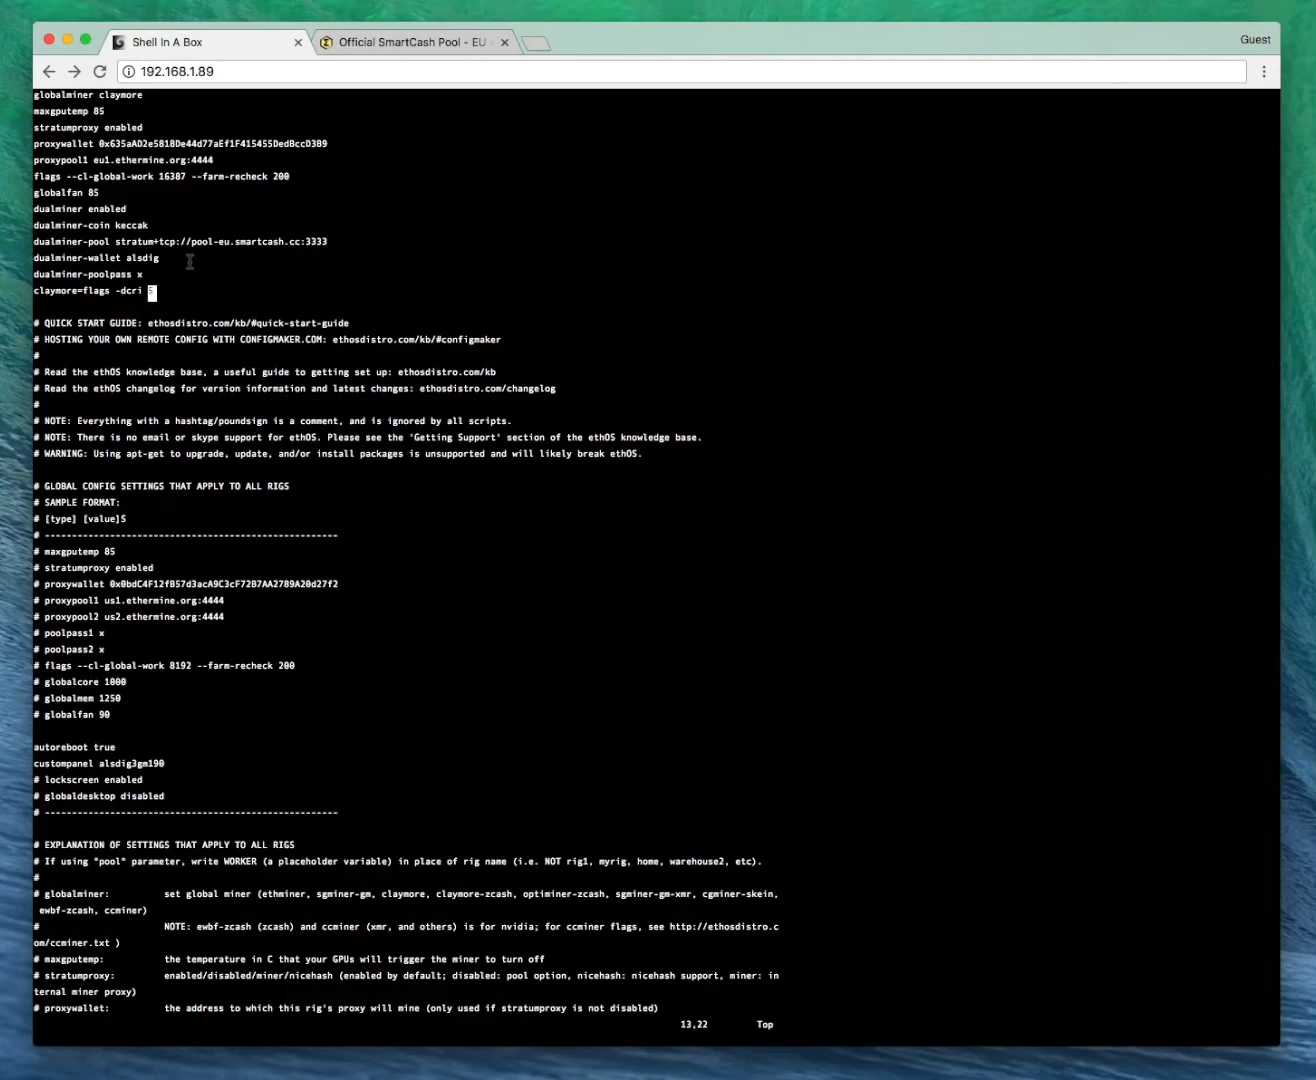 Shell In A Box
Official SmartCash Pool - EU
Guest
192.168.1.89
globalminer claymore
maxgputemp 85
stratumproxy enabled
proxywallet 0x635aAD2e5818De44d77aEf1F415455DedBccD3B9
proxypool1 eu1.ethermine.org:4444
flags --cl-global-work 16387 --farm-recheck 200
globalfan 85
dualminer enabled
dualminer-coin keccak
dualminer-pool stratum+tcp://pool-eu.smartcash.cc:3333
dualminer-wallet alsdig
dualminer-poolpass x
claymore=flags -dcri
# QUICK START GUIDE: ethosdistro.com/kb/#quick-start-guide
# HOSTING YOUR OWN REMOTE CONFIG WITH CONFIGMAKER.COM: ethosdistro.com/kb/#configmaker
#
# Read the ethOS knowledge base, a useful guide to getting set up: ethosdistro.com/kb
# Read the ethOS changelog for version information and latest changes: ethosdistro.com/changelog
#
# NOTE: Everything with a hashtag/poundsign is a comment, and is ignored by all scripts.
# NOTE: There is no email or skype support for ethOS. Please see the 'Getting Support' section of the ethOS knowledge base.
# WARNING: Using apt-get to upgrade, update, and/or install packages is unsupported and will likely break ethOS.
# GLOBAL CONFIG SETTINGS THAT APPLY TO ALL RIGS
# SAMPLE FORMAT:
# [type] [value]5
# ------------------------------------------------------
# maxgputemp 85
# stratumproxy enabled
# proxywallet 0x0bdC4F12fB57d3acA9C3cF72B7AA2789A20d27f2
# proxypool1 us1.ethermine.org:4444
# proxypool2 us2.ethermine.org:4444
# poolpass1 x
# poolpass2 x
# flags --cl-global-work 8192 --farm-recheck 200
# globalcore 1000
# globalmem 1250
# globalfan 90
autoreboot true
custompanel alsdig3gm190
# lockscreen enabled
# globaldesktop disabled
# ------------------------------------------------------
# EXPLANATION OF SETTINGS THAT APPLY TO ALL RIGS
# If using "pool" parameter, write WORKER (a placeholder variable) in place of rig name (i.e. NOT rig1, myrig, home, warehouse2, etc).
#
# globalminer: set global miner (ethminer, sgminer-gm, claymore, claymore-zcash, optiminer-zcash, sgminer-gm-xmr, cgminer-skein,
ewbf-zcash, ccminer)
# NOTE: ewbf-zcash (zcash) and ccminer (xmr, and others) is for nvidia; for ccminer flags, see http://ethosdistro.c
om/ccminer.txt )
# maxgputemp: the temperature in C that your GPUs will trigger the miner to turn off
# stratumproxy: enabled/disabled/miner/nicehash (enabled by default; disabled: pool option, nicehash: nicehash support, miner: in
ternal miner proxy)
# proxywallet: the address to which this rig's proxy will mine (only used if stratumproxy is not disabled)
13,22 Top